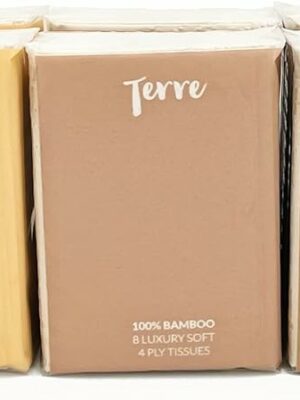 Terre
100% BAMBOO
8 LUXURY SOFT
4 PLY TISSUES